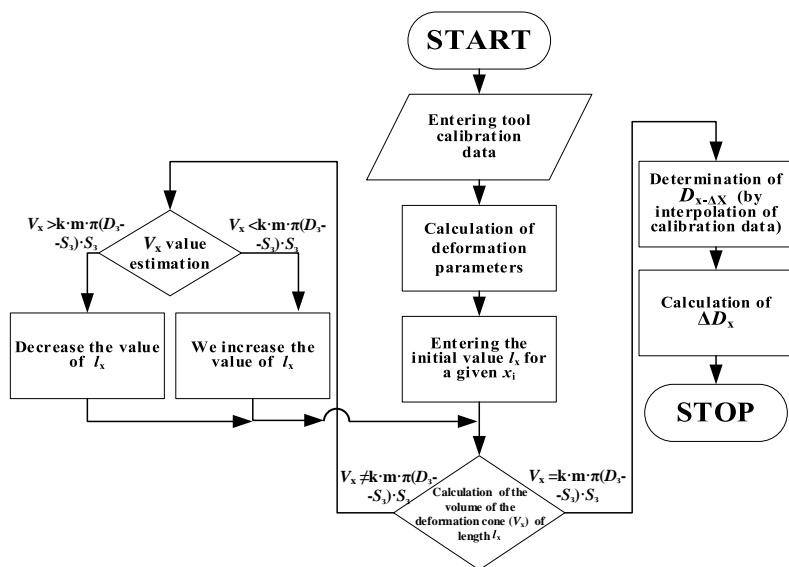 START
Entering tool
calibration
data
Calculation of
deformation
parameters
Entering the
initial value lₓ for
a given xᵢ
Vₓ >k·m·π(D₃-
-S₃)·S₃
Vₓ <k·m·π(D₃-
-S₃)·S₃
Vₓ value
estimation
Decrease the value
of lₓ
We increase the
value of lₓ
Vₓ ≠k·m·π(D₃-
-S₃)·S₃
Calculation of the
volume of the
deformation cone (Vₓ) of
length lₓ
Vₓ =k·m·π(D₃-
-S₃)·S₃
Determination of
Dx-ΔX (by
interpolation of
calibration data)
Calculation of
ΔDₓ
STOP